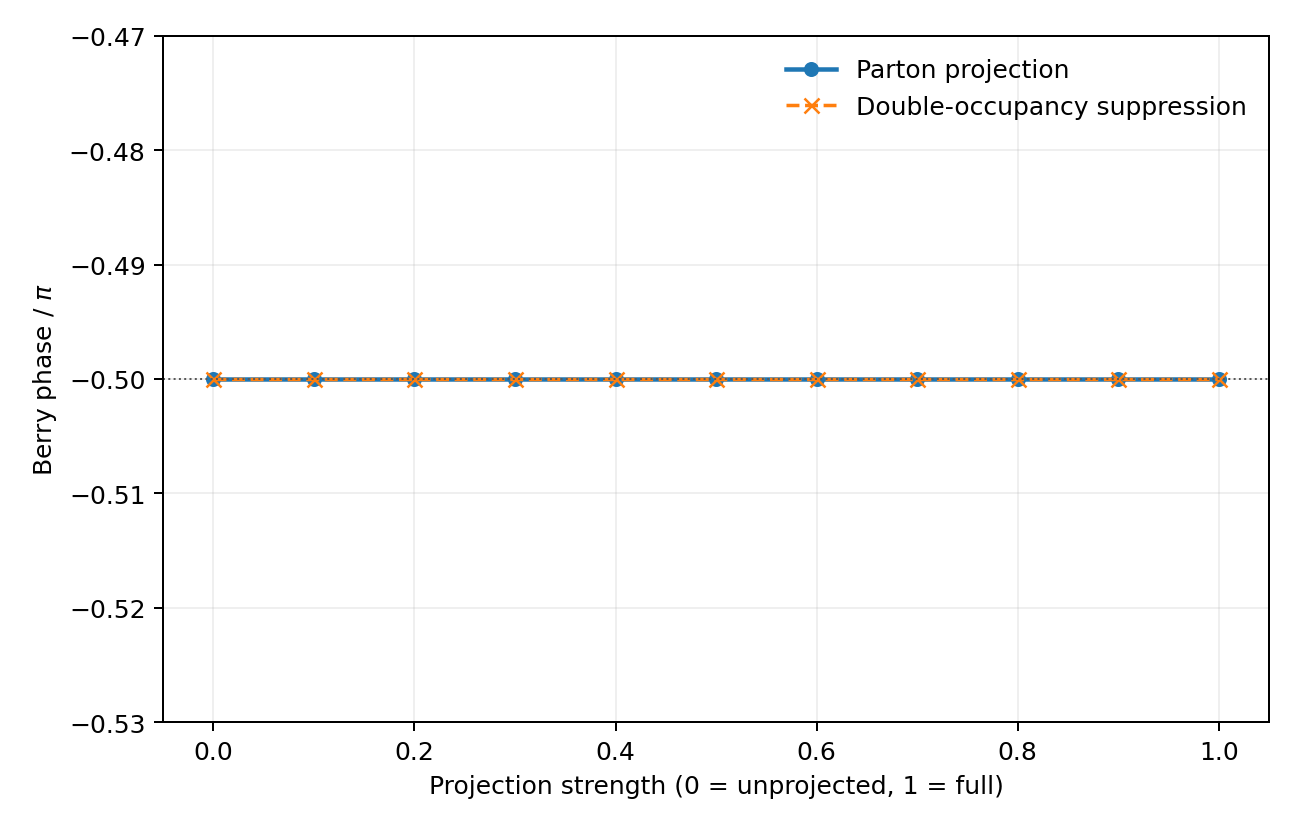 −0.47
Parton projection
Double-occupancy suppression
−0.48
−0.49
−0.50
−0.51
−0.52
−0.53
Berry phase / π
0.0 0.2 0.4 0.6 0.8 1.0
Projection strength (0 = unprojected, 1 = full)